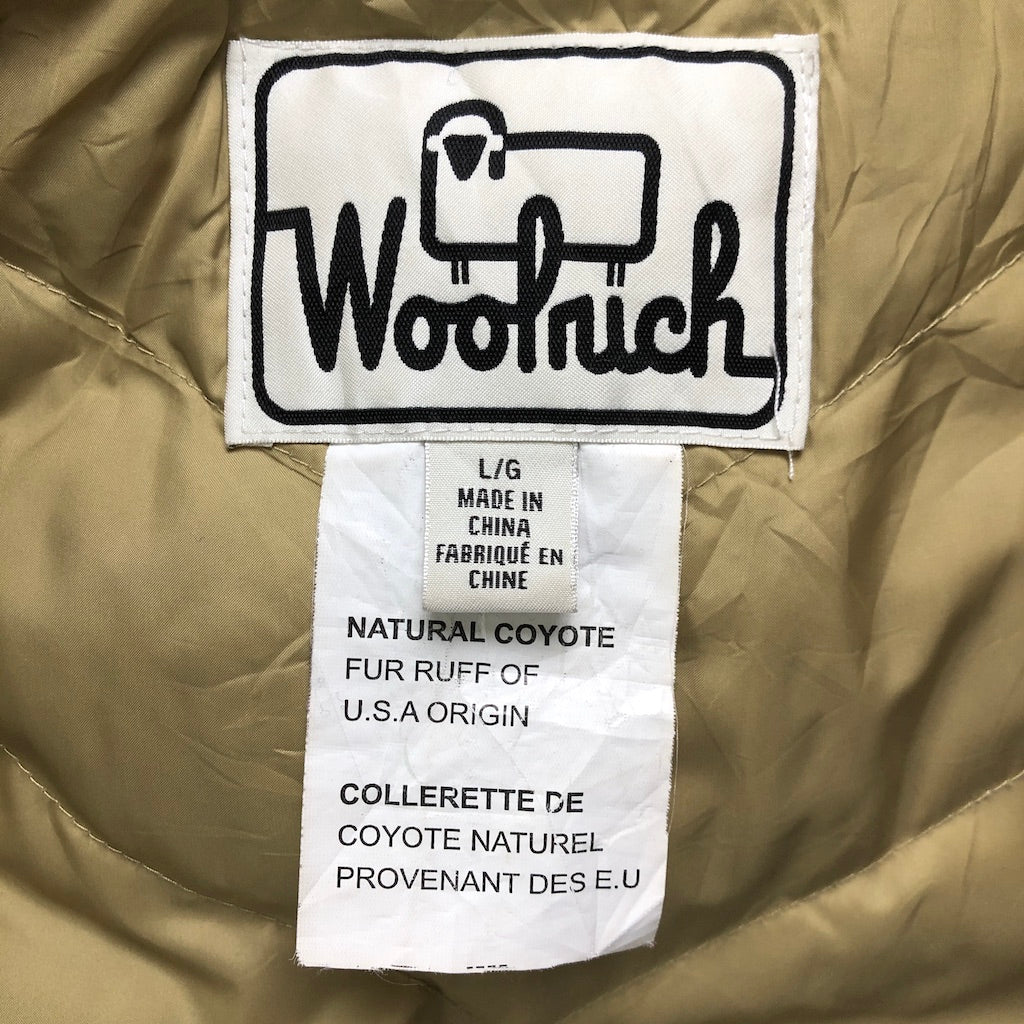 Woolrich
L/G
MADE IN
CHINA
FABRIQUÉ EN
CHINE
NATURAL COYOTE
FUR RUFF OF
U.S.A ORIGIN
COLLERETTE DE
COYOTE NATUREL
PROVENANT DES E.U